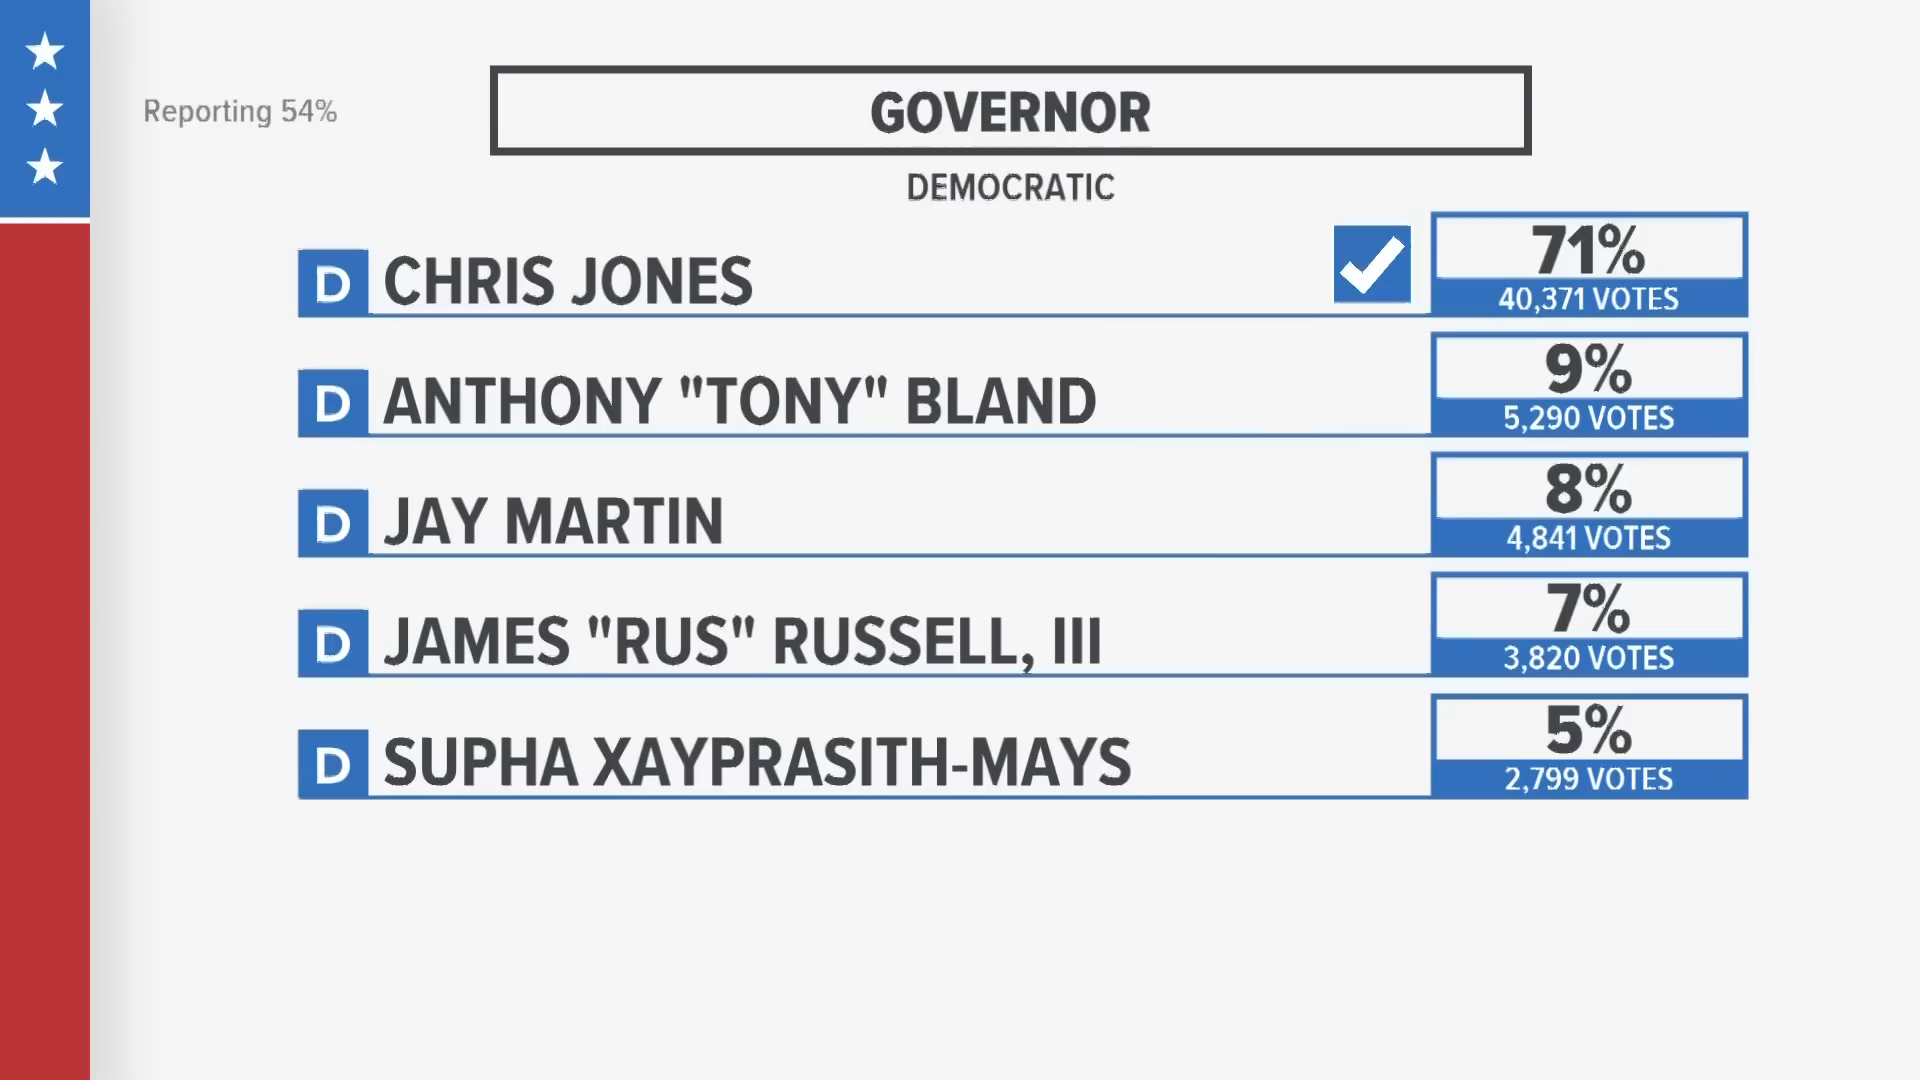 Reporting 54%
GOVERNOR
DEMOCRATIC
D CHRIS JONES 71%
40,371 VOTES
D ANTHONY "TONY" BLAND 9%
5,290 VOTES
D JAY MARTIN 8%
4,841 VOTES
D JAMES "RUS" RUSSELL, III 7%
3,820 VOTES
D SUPHA XAYPRASITH-MAYS 5%
2,799 VOTES